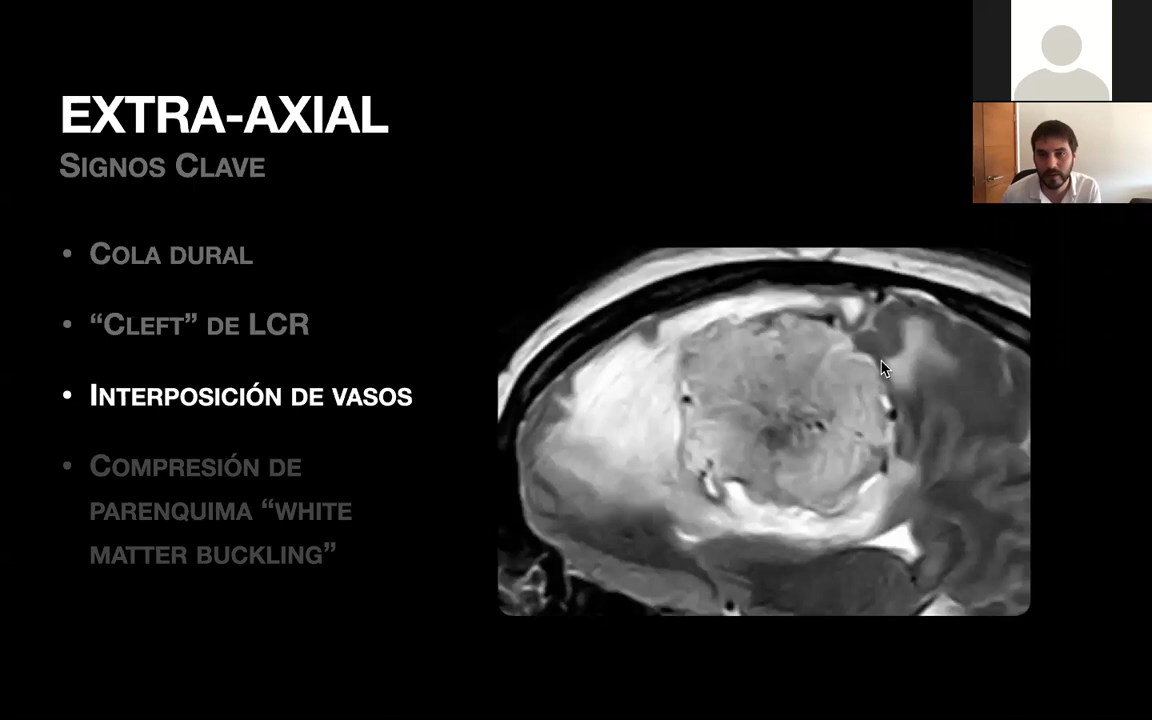 EXTRA-AXIAL
Signos Clave
• Cola dural
• “Cleft” de LCR
• Interposición de vasos
• Compresión de
parenquima “white
matter buckling”